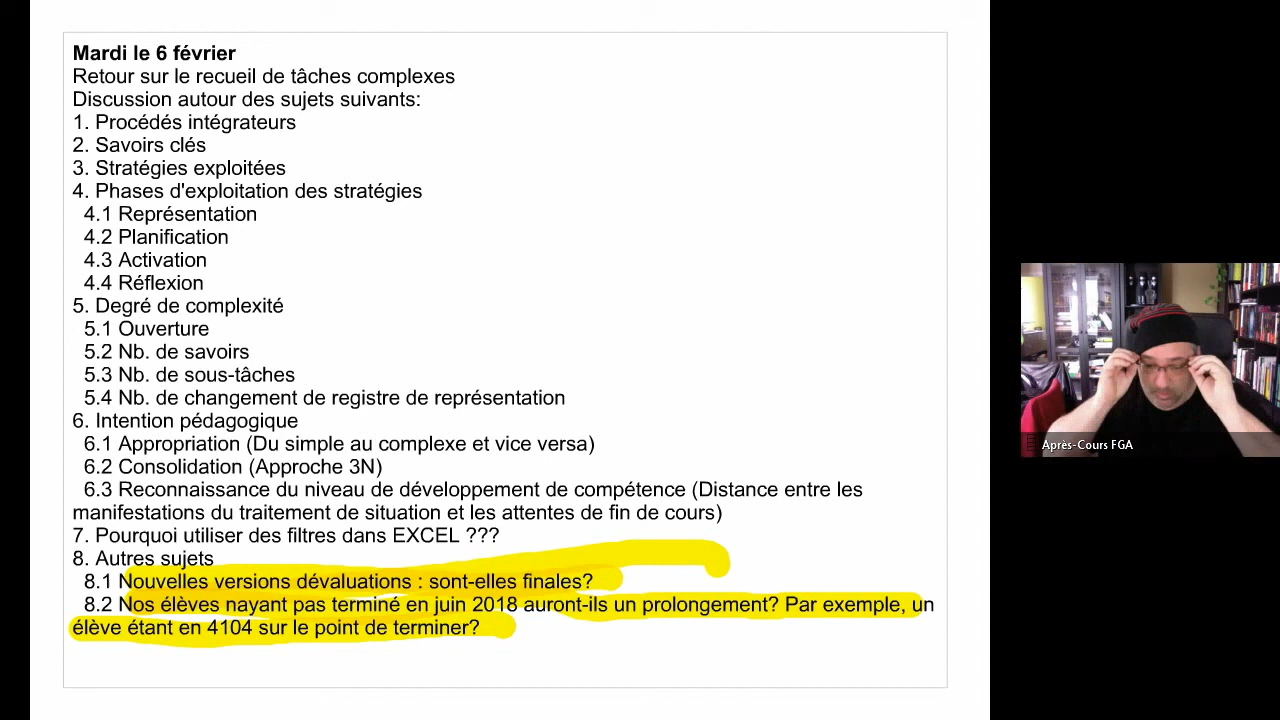 Mardi le 6 février
Retour sur le recueil de tâches complexes
Discussion autour des sujets suivants:
1. Procédés intégrateurs
2. Savoirs clés
3. Stratégies exploitées
4. Phases d'exploitation des stratégies
4.1 Représentation
4.2 Planification
4.3 Activation
4.4 Réflexion
5. Degré de complexité
5.1 Ouverture
5.2 Nb. de savoirs
5.3 Nb. de sous-tâches
5.4 Nb. de changement de registre de représentation
6. Intention pédagogique
6.1 Appropriation (Du simple au complexe et vice versa)
6.2 Consolidation (Approche 3N)
6.3 Reconnaissance du niveau de développement de compétence (Distance entre les
manifestations du traitement de situation et les attentes de fin de cours)
7. Pourquoi utiliser des filtres dans EXCEL ???
8. Autres sujets
8.1 Nouvelles versions dévaluations : sont-elles finales?
8.2 Nos élèves nayant pas terminé en juin 2018 auront-ils un prolongement? Par exemple, un
élève étant en 4104 sur le point de terminer?
Après-Cours FGA